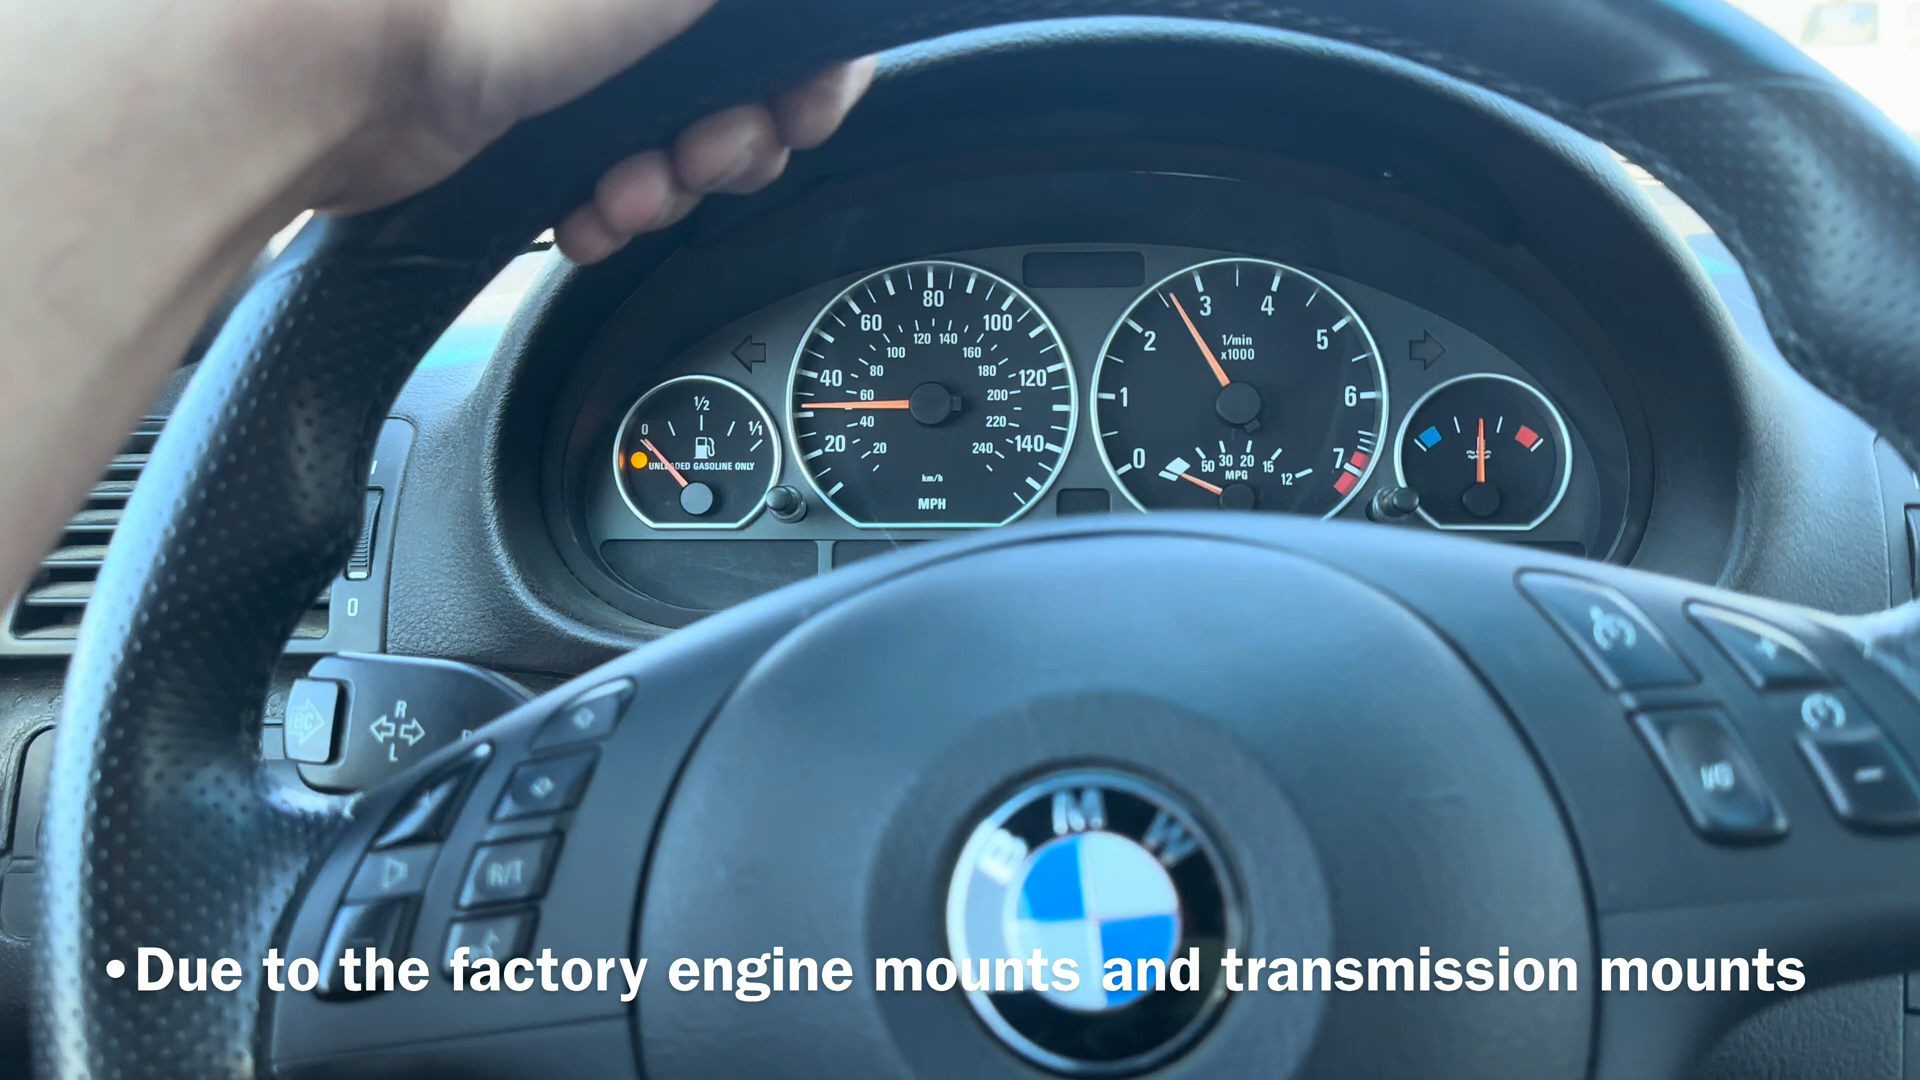 80
60
100
120 140
100
160
80
180
40
120
60
200
40
220
20
20
240
140
km/h
MPH
1/2
0
1/1
UNLEADED GASOLINE ONLY
3
4
2
5
1/min
x1000
1
6
0
7
50 30 20 15 12
MPG
0
BC
R
L
R/T
I/O
BMW
•Due to the factory engine mounts and transmission mounts